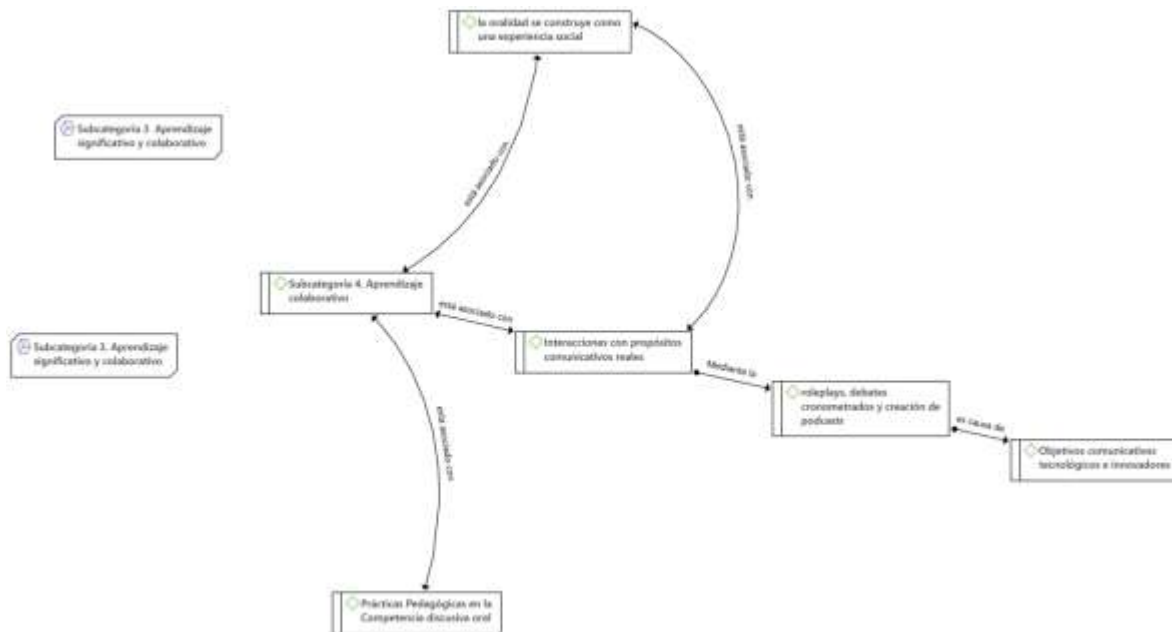 la oralidad se construye como
una experiencia social
está asociado con
está asociado con
Subcategoría 3. Aprendizaje
significativo y colaborativo
Subcategoría 4. Aprendizaje
colaborativo
está asociado con
Interacciones con propósitos
comunicativos reales
Subcategoría 3. Aprendizaje
significativo y colaborativo
Mediante la
roleplays, debates
cronometrados y creación de
podcasts
es causa de
Objetivos comunicativos
tecnológicos e innovadores
está asociado con
Prácticas Pedagógicas en la
Competencia discusiva oral